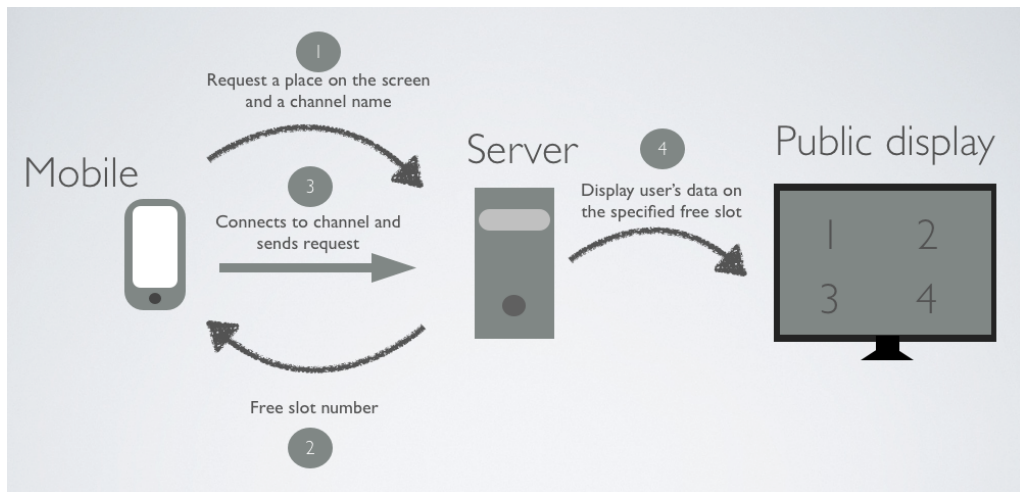 1
Request a place on the screen
and a channel name
Mobile
3
Connects to channel and
sends request
Free slot number
2
Server
4
Display user's data on
the specified free slot
Public display
1 2
3 4